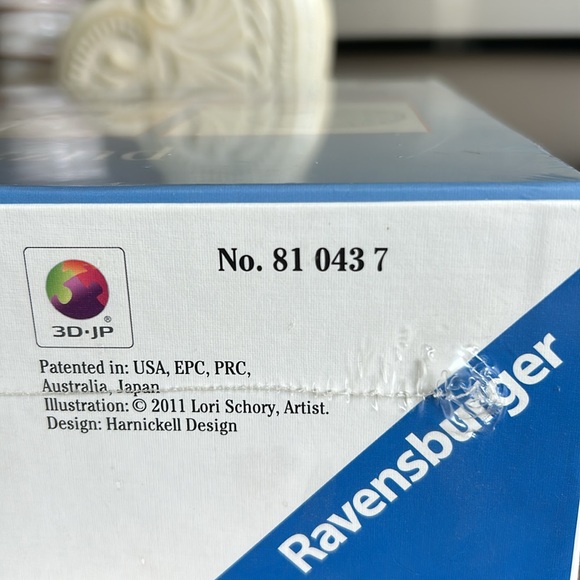 No. 81 043 7
3D·JP
®
Patented in: USA, EPC, PRC,
Australia, Japan
Illustration: © 2011 Lori Schory, Artist.
Design: Harnickell Design
Ravensburger